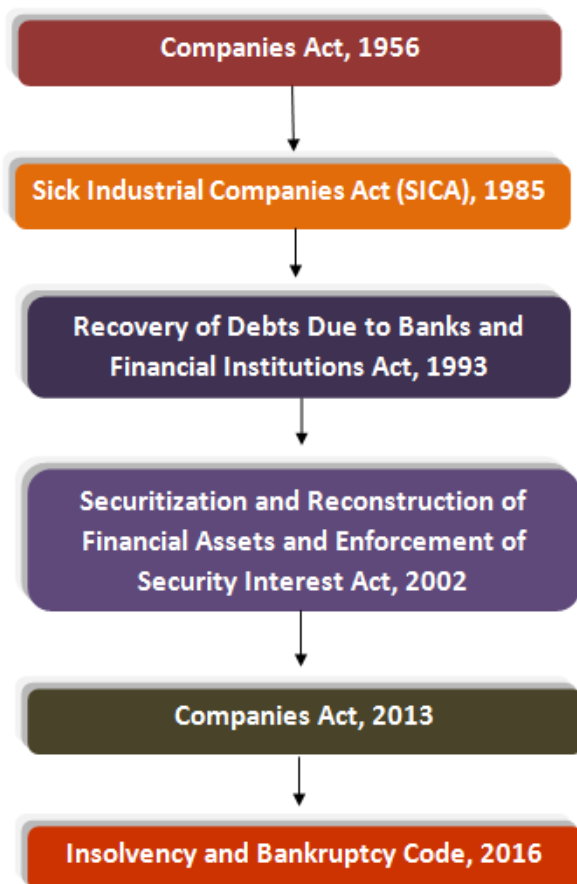 Companies Act, 1956
Sick Industrial Companies Act (SICA), 1985
Recovery of Debts Due to Banks and
Financial Institutions Act, 1993
Securitization and Reconstruction of
Financial Assets and Enforcement of
Security Interest Act, 2002
Companies Act, 2013
Insolvency and Bankruptcy Code, 2016